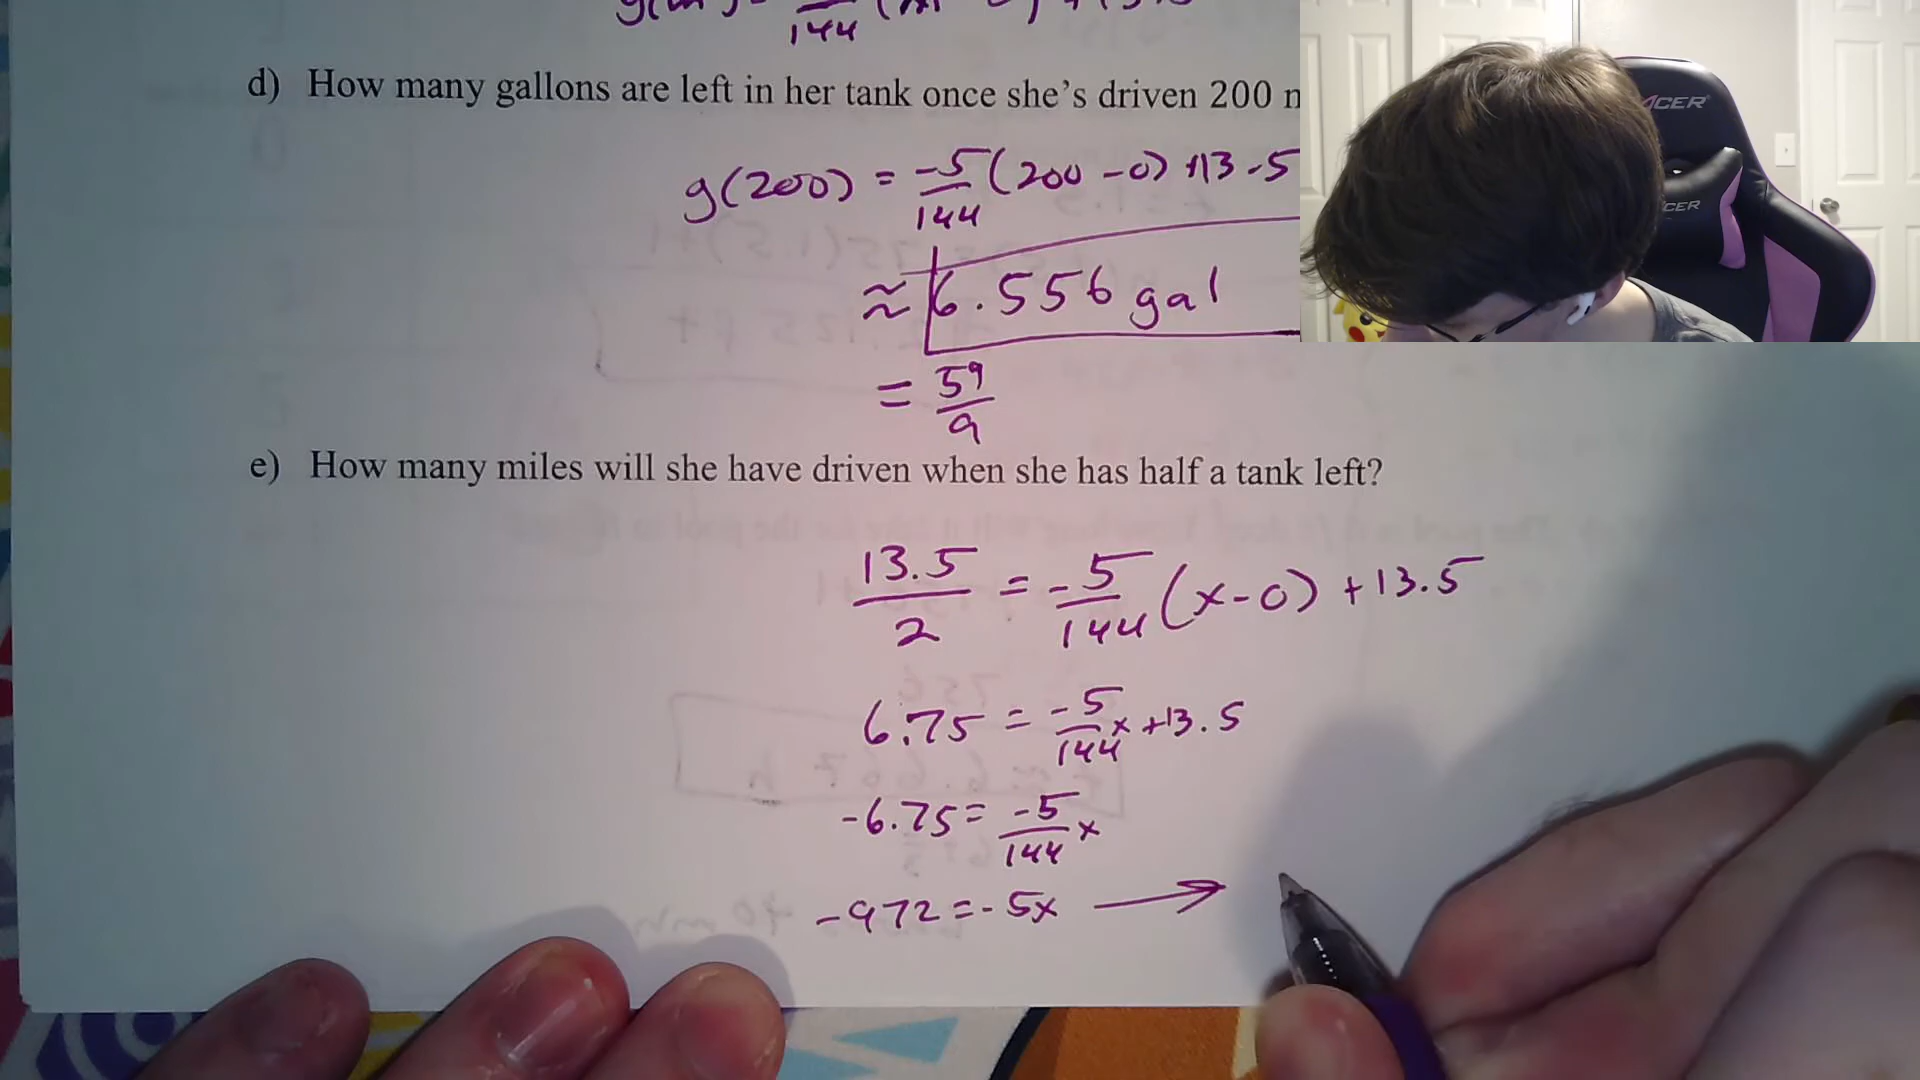 144
d) How many gallons are left in her tank once she's driven 200
g(200) = -5/144 (200 - 0) + 13.5
≈ 6.556 gal
= 59/9
e) How many miles will she have driven when she has half a tank left?
13.5/2 = -5/144 (x-0) + 13.5
6.75 = -5/144 x + 13.5
-6.75 = -5/144 x
-972 = -5x →
ACER
CER